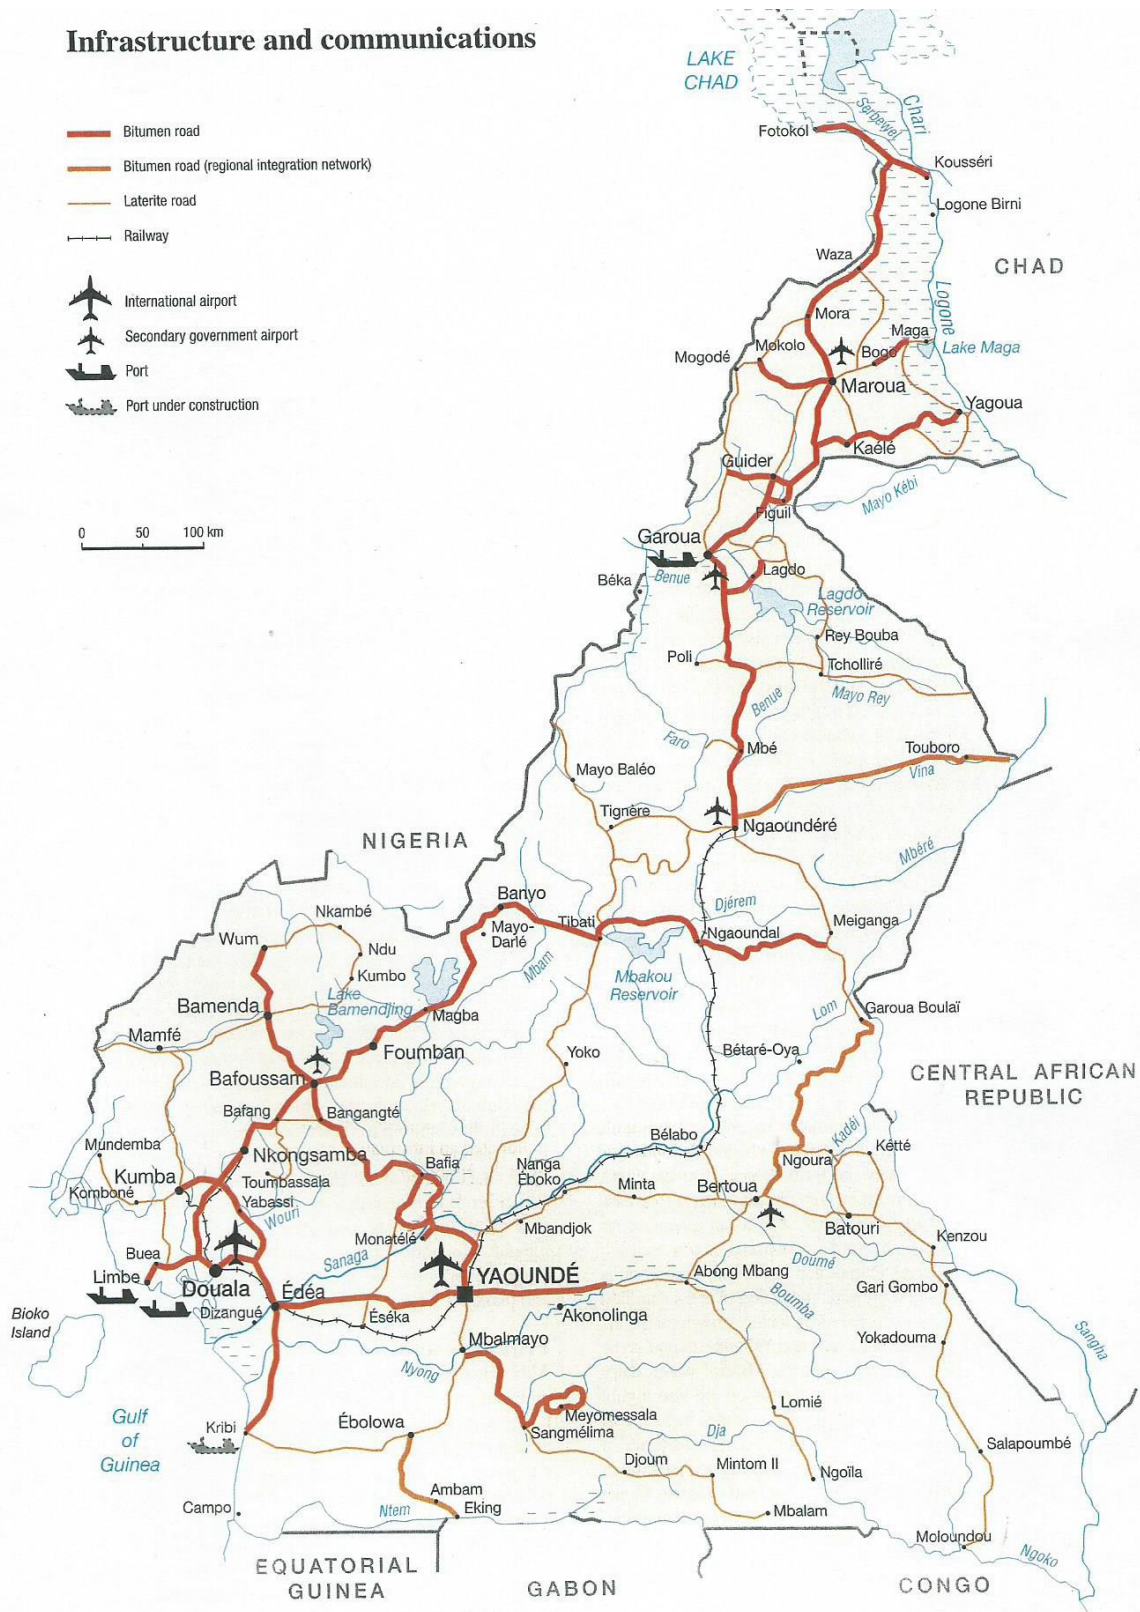 Infrastructure and communications
Bitumen road
Bitumen road (regional integration network)
Laterite road
Railway
International airport
Secondary government airport
Port
Port under construction
0 50 100 km
LAKE
CHAD
Chari
Serbewel
Fotokol
Kousséri
Logone Birni
Waza
CHAD
Logone
Mora
Maga
Lake Maga
Mokolo
Bogo
Mogodé
Maroua
Yagoua
Kaélé
Guider
Mayo Kébi
Figuil
Garoua
Lagdo
Benue
Béka
Lagdo
Reservoir
Rey Bouba
Poli
Tcholliré
Mayo Rey
Benue
Faro
Mbé
Touboro
Vina
Mayo Baléo
Tignère
Ngaoundéré
NIGERIA
Mbéré
Banyo
Djérem
Nkambé
Tibati
Meiganga
Mayo-
Darlé
Wum
Ndu
Ngaoundal
Mbam
Kumbo
Mbakou
Reservoir
Lake
Bamendjing
Bamenda
Magba
Lom
Garoua Boulaï
Mamfé
Foumban
Yoko
Bétaré-Oya
CENTRAL AFRICAN
REPUBLIC
Bafoussam
Bafang
Bangangté
Kadéï
Bélabo
Mundemba
Kétté
Nkongsamba
Bafia
Ngoura
Nanga
Éboko
Kumba
Toumbassala
Minta
Bertoua
Komboné
Yabassi
Wouri
Mbandjok
Batouri
Monatélé
Kenzou
Buea
Sanaga
Doumé
Limbe
YAOUNDÉ
Abong Mbang
Douala
Édéa
Gari Gombo
Boumba
Bioko
Island
Dizangué
Éséka
Akonolinga
Sangha
Mbalmayo
Yokadouma
Nyong
Lomié
Gulf
of
Guinea
Kribi
Ébolowa
Meyomessala
Sangmélima
Dja
Salapoumbé
Djoum
Mintom II
Ngoïla
Ambam
Campo
Ntem
Eking
Mbalam
Moloundou
Ngoko
EQUATORIAL
GUINEA
GABON
CONGO